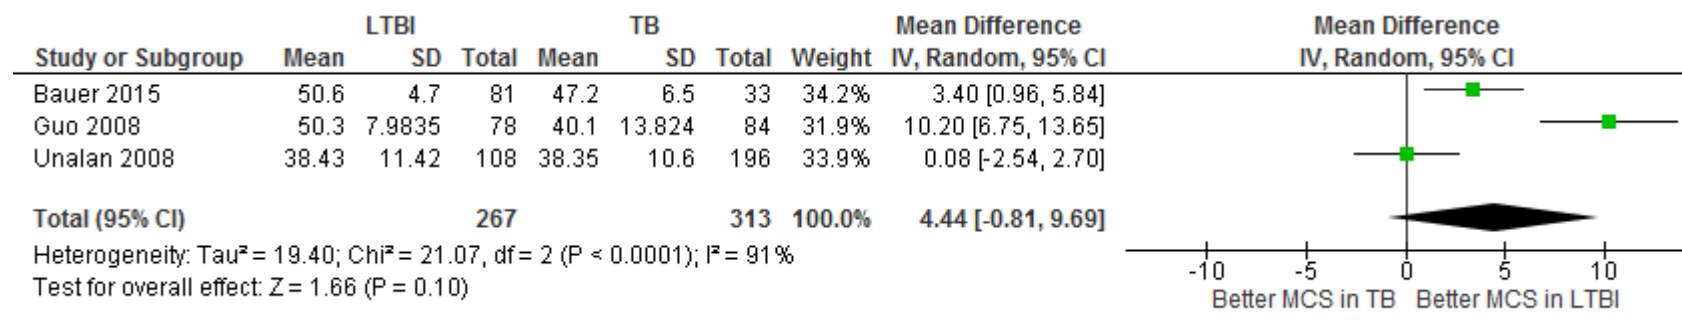 LTBI TB Mean Difference Mean Difference
Study or Subgroup Mean SD Total Mean SD Total Weight IV, Random, 95% CI IV, Random, 95% CI
Bauer 2015 50.6 4.7 81 47.2 6.5 33 34.2% 3.40 [0.96, 5.84]
Guo 2008 50.3 7.9835 78 40.1 13.824 84 31.9% 10.20 [6.75, 13.65]
Unalan 2008 38.43 11.42 108 38.35 10.6 196 33.9% 0.08 [-2.54, 2.70]
Total (95% CI) 267 313 100.0% 4.44 [-0.81, 9.69]
Heterogeneity: Tau² = 19.40; Chi² = 21.07, df = 2 (P < 0.0001); I² = 91%
Test for overall effect: Z = 1.66 (P = 0.10)
-10 -5 0 5 10
Better MCS in TB Better MCS in LTBI